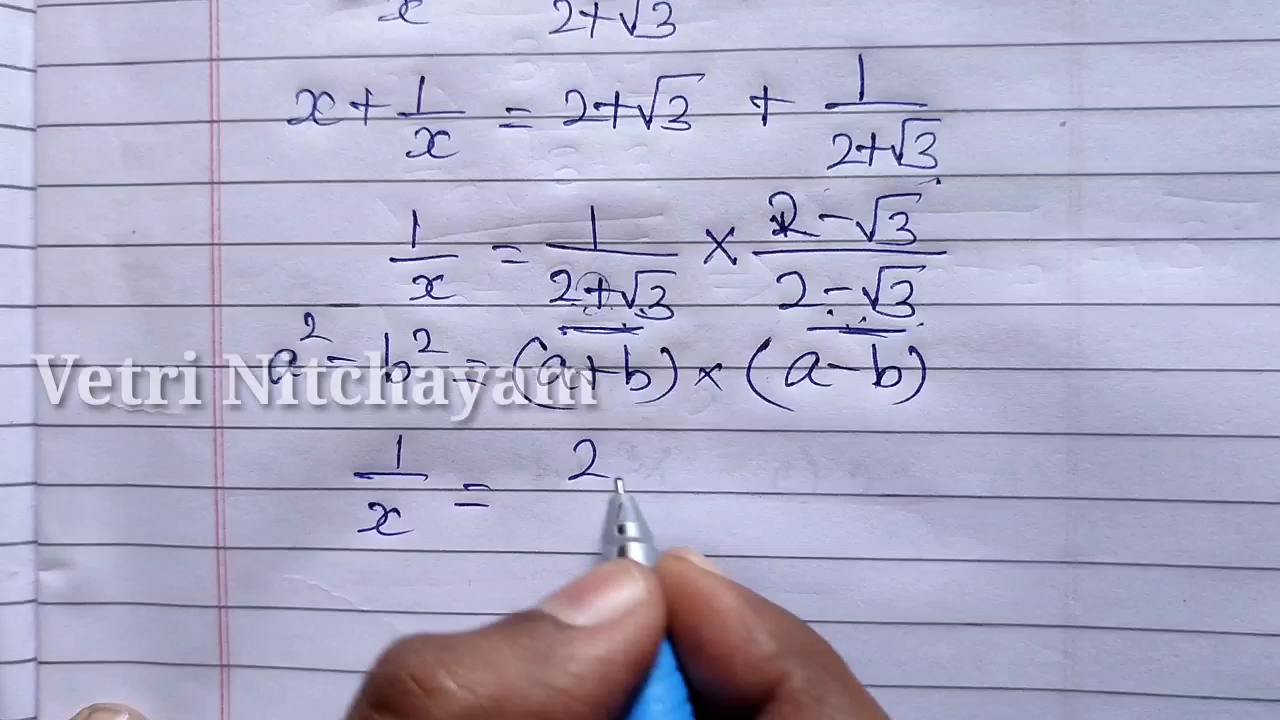 x 2+√3
x + 1/x = 2+√3 + 1/(2+√3)
1/x = 1/(2+√3) × (2-√3)/(2-√3)
a² - b² = (a+b) × (a-b)
Vetri Nitchayam
1/x = 2